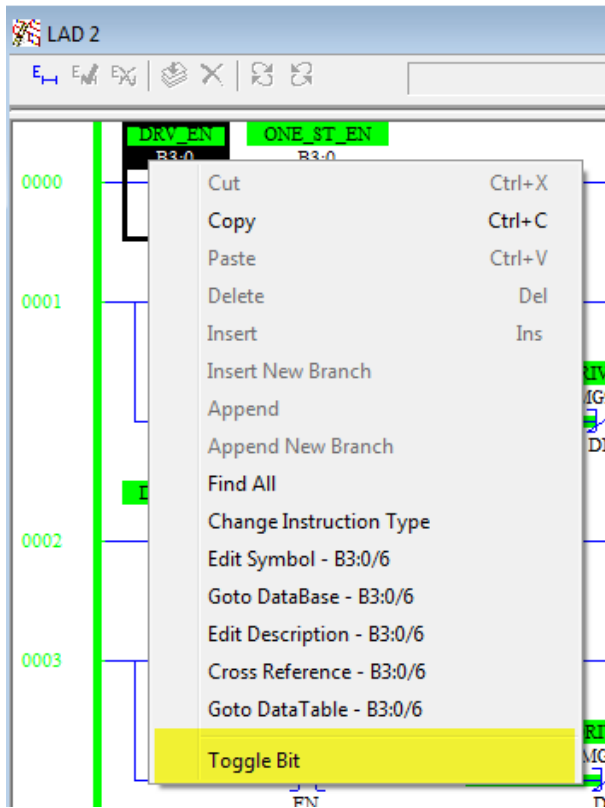 LAD 2
DRV_EN ONE_ST_EN
B3:0 B3:0
0000
Cut Ctrl+X
Copy Ctrl+C
Paste Ctrl+V
0001
Delete Del
Insert Ins
Insert New Branch
Append
Append New Branch
Find All
Change Instruction Type
0002
Edit Symbol - B3:0/6
Goto DataBase - B3:0/6
Edit Description - B3:0/6
0003
Cross Reference - B3:0/6
Goto DataTable - B3:0/6
Toggle Bit
EN